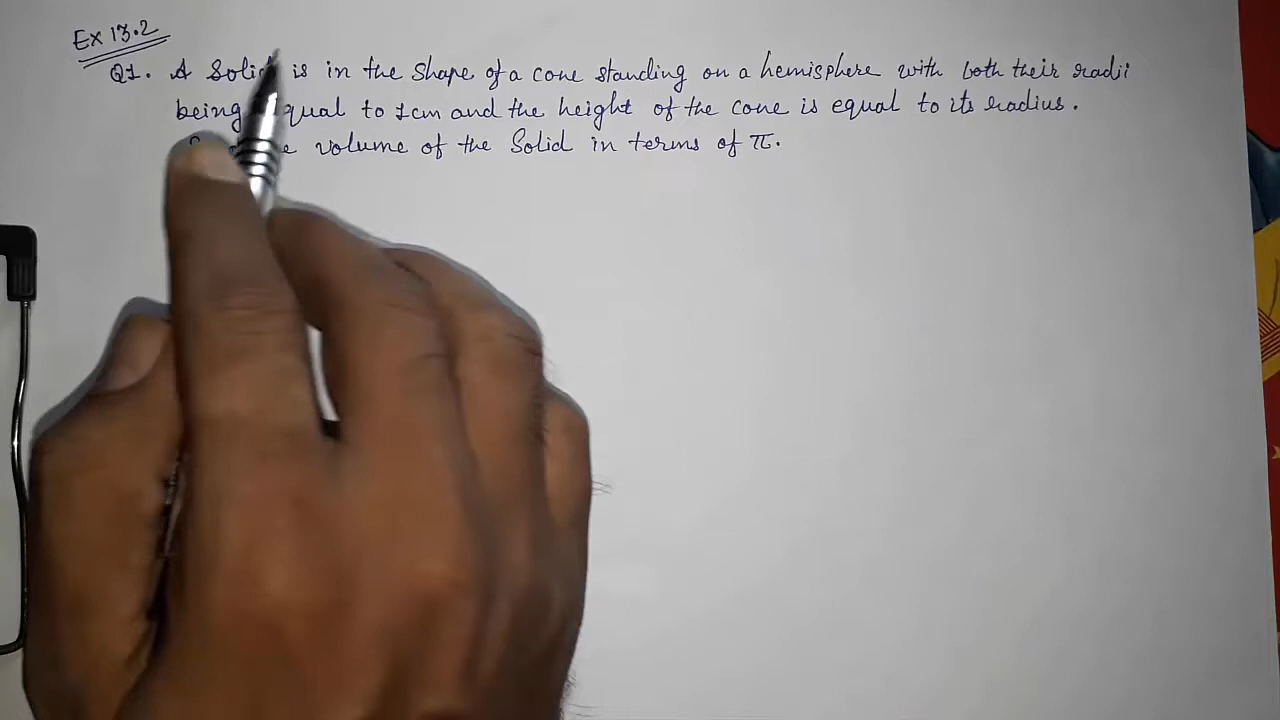 Ex 13.2
Q1. A Solid is in the shape of a cone standing on a hemisphere with both their radii
being equal to 1cm and the height of the cone is equal to its radius.
volume of the Solid in terms of π.